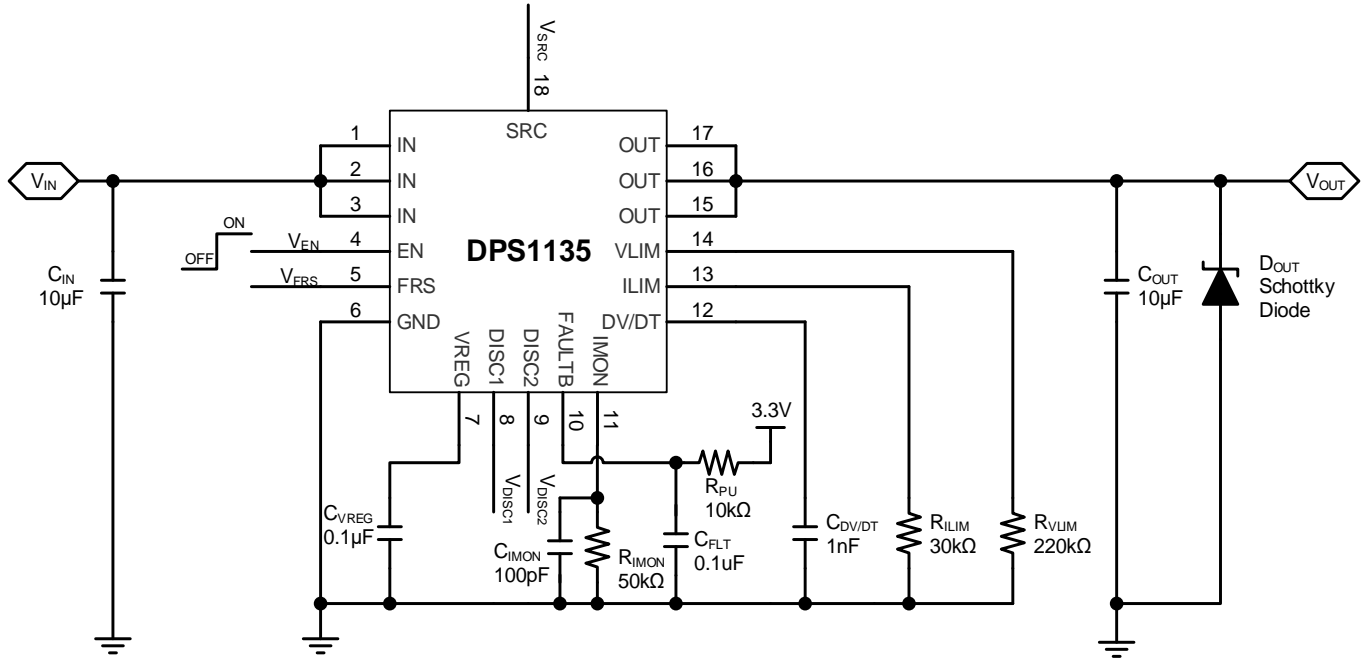 VSRC
18
SRC
1
IN
2
IN
3
IN
VIN
OFF
ON
VEN
4
EN
VFRS
5
FRS
6
GND
DPS1135
OUT
17
OUT
16
OUT
15
VLIM
14
ILIM
13
DV/DT
12
VOUT
VREG
DISC1
DISC2
FAULTB
IMON
7
8
9
10
11
CIN
10µF
COUT
10µF
DOUT
Schottky
Diode
3.3V
RPU
10kΩ
VDISC1
VDISC2
CVREG
0.1µF
CIMON
100pF
RIMON
50kΩ
CFLT
0.1uF
CDV/DT
1nF
RILIM
30kΩ
RVLIM
220kΩ